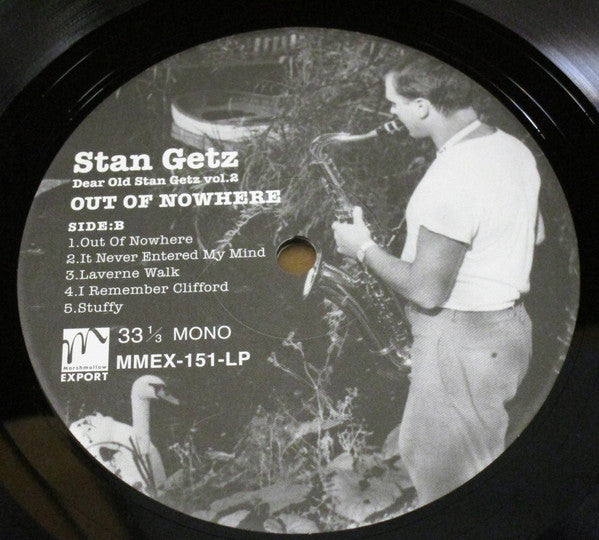 Stan Getz
Dear Old Stan Getz vol.2
OUT OF NOWHERE
SIDE:B
1.Out Of Nowhere
2.It Never Entered My Mind
3.Laverne Walk
4.I Remember Clifford
5.Stuffy
m
Marshmallow
EXPORT
33 1/3 MONO
MMEX-151-LP